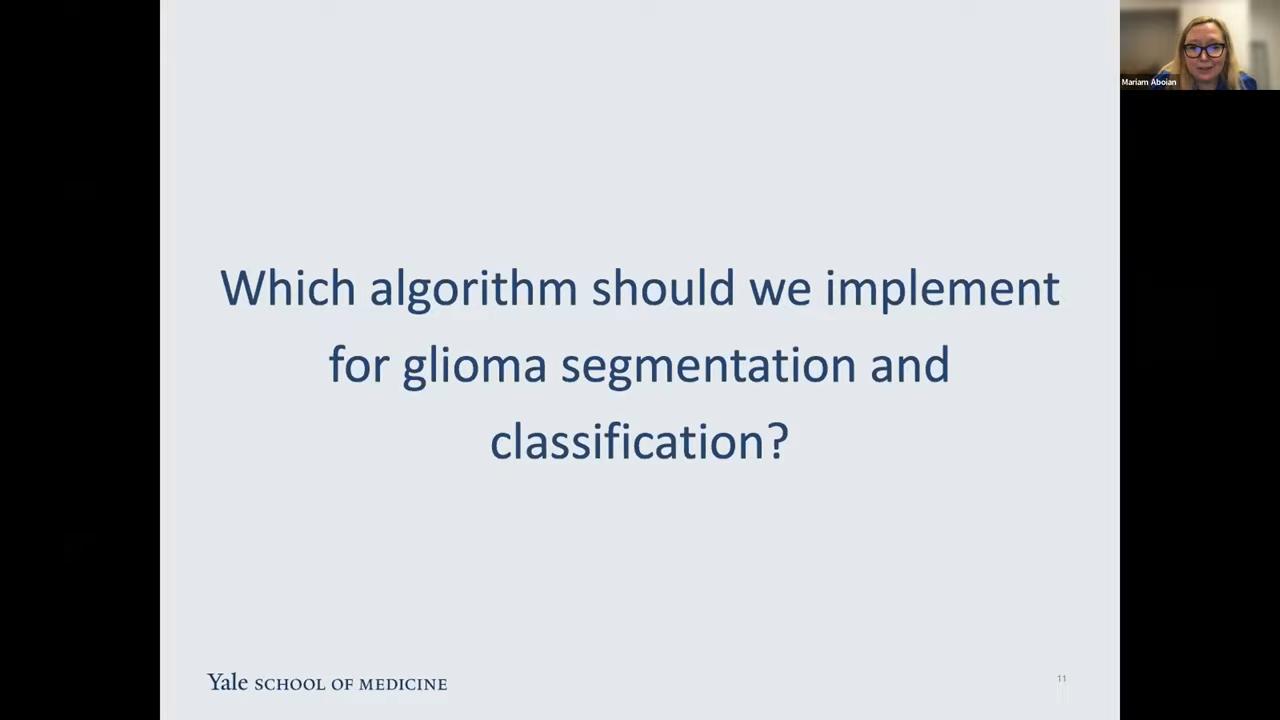 Mariam Aboian
Which algorithm should we implement
for glioma segmentation and
classification?
Yale SCHOOL OF MEDICINE
11